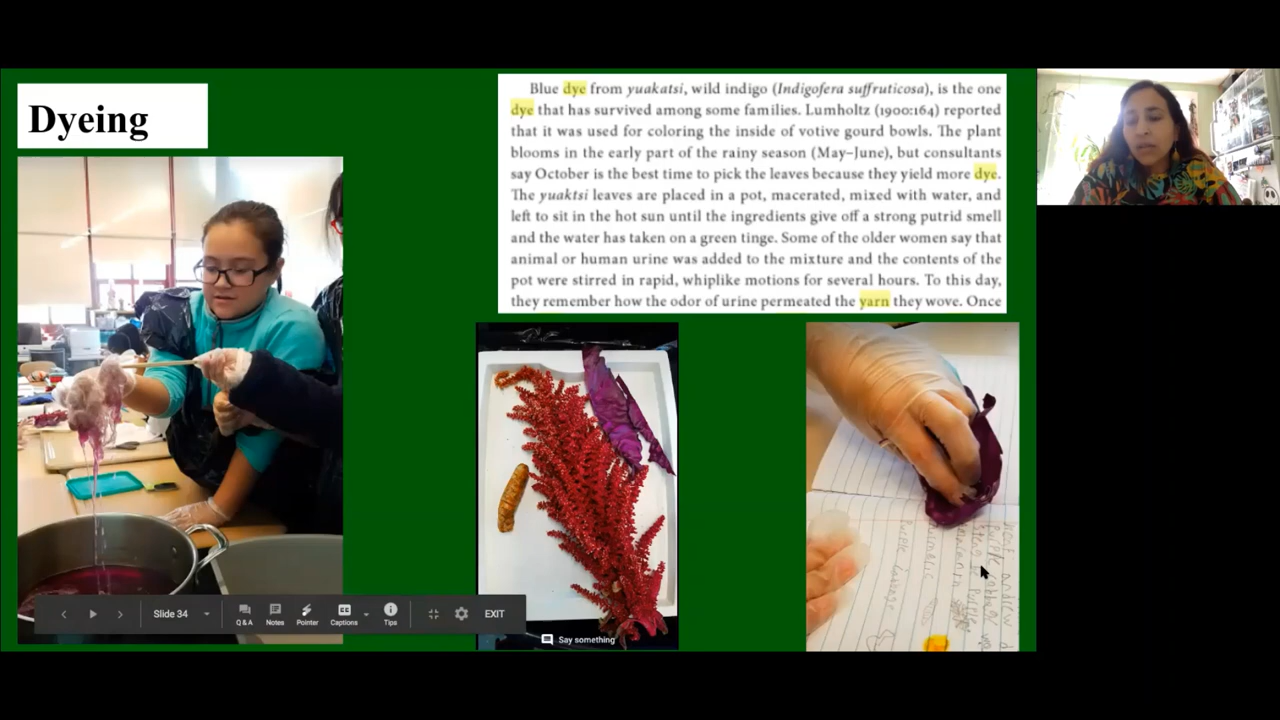 Dyeing
Blue dye from yuakatsi, wild indigo (Indigofera suffruticosa), is the one
dye that has survived among some families. Lumholtz (1900:164) reported
that it was used for coloring the inside of votive gourd bowls. The plant
blooms in the early part of the rainy season (May–June), but consultants
say October is the best time to pick the leaves because they yield more dye.
The yuaktsi leaves are placed in a pot, macerated, mixed with water, and
left to sit in the hot sun until the ingredients give off a strong putrid smell
and the water has taken on a green tinge. Some of the older women say that
animal or human urine was added to the mixture and the contents of the
pot were stirred in rapid, whiplike motions for several hours. To this day,
they remember how the odor of urine permeated the yarn they wove. Once
purple cabbage
Slide 34
Q & A
Notes
Pointer
Captions
Tips
EXIT
Say something